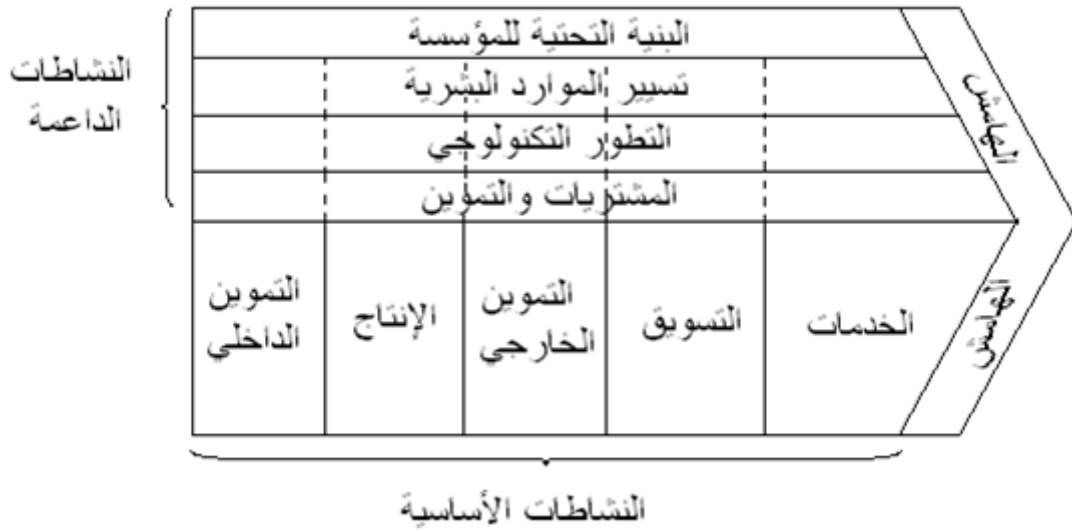 البنية التحتية للمؤسسة
تسيير الموارد البشرية
التطور التكنولوجي
المشتريات والتموين
النشاطات
الداعمة
الهامش
الهامش
التموين
الداخلي
الإنتاج
التموين
الخارجي
التسويق
الخدمات
النشاطات الأساسية